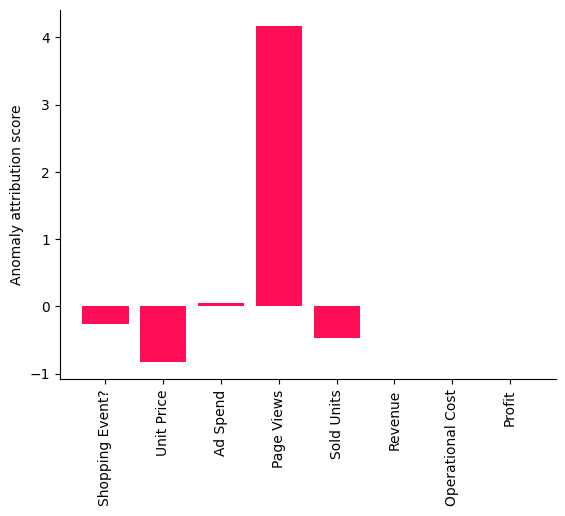 Anomaly attribution score
4
3
2
1
0
−1
Shopping Event?
Unit Price
Ad Spend
Page Views
Sold Units
Revenue
Operational Cost
Profit